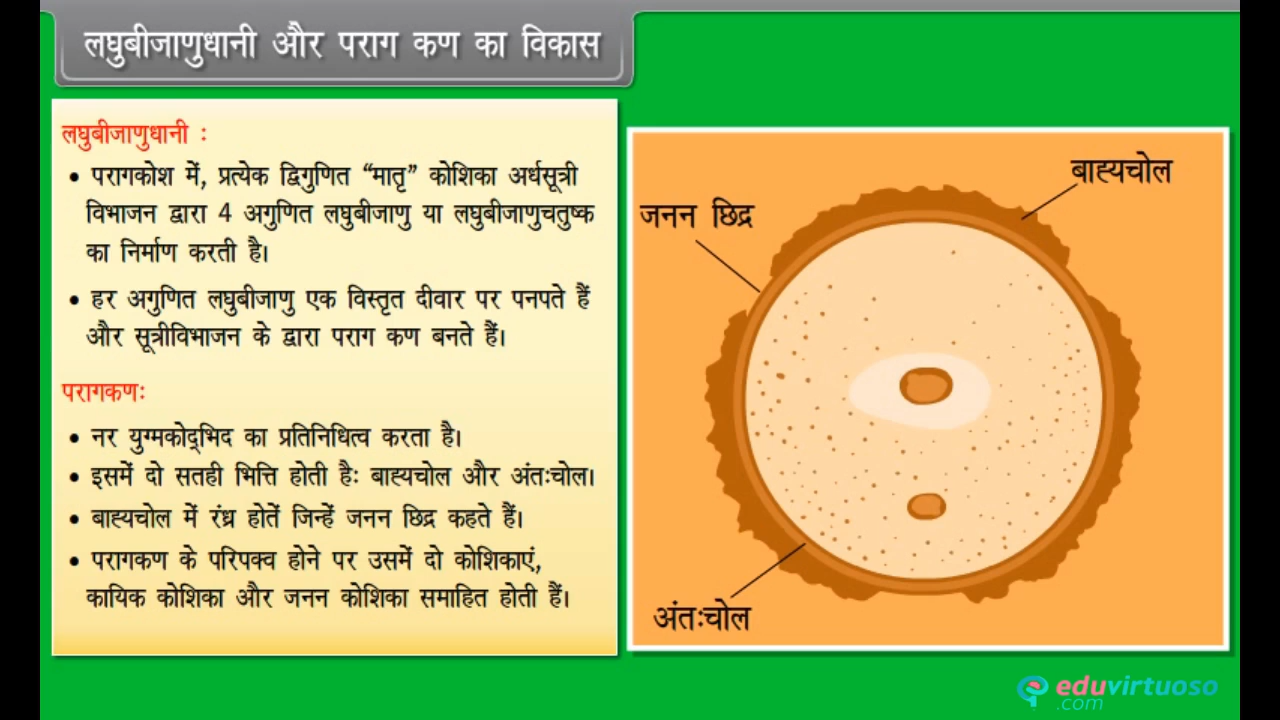 लघुबीजाणुधानी और पराग कण का विकास
लघुबीजाणुधानी :
• परागकोश में, प्रत्येक द्विगुणित “मातृ” कोशिका अर्धसूत्री
विभाजन द्वारा 4 अगुणित लघुबीजाणु या लघुबीजाणुचतुष्क
का निर्माण करती है।
• हर अगुणित लघुबीजाणु एक विस्तृत दीवार पर पनपते हैं
और सूत्रीविभाजन के द्वारा पराग कण बनते हैं।
परागकणः
• नर युग्मकोद्‌भिद का प्रतिनिधित्व करता है।
• इसमें दो सतही भित्ति होती हैः बाह्यचोल और अंतःचोल।
• बाह्यचोल में रंध्र होतें जिन्हें जनन छिद्र कहते हैं।
• परागकण के परिपक्व होने पर उसमें दो कोशिकाएं,
कायिक कोशिका और जनन कोशिका समाहित होती हैं।
बाह्यचोल
जनन छिद्र
अंतःचोल
eduvirtuoso
.com